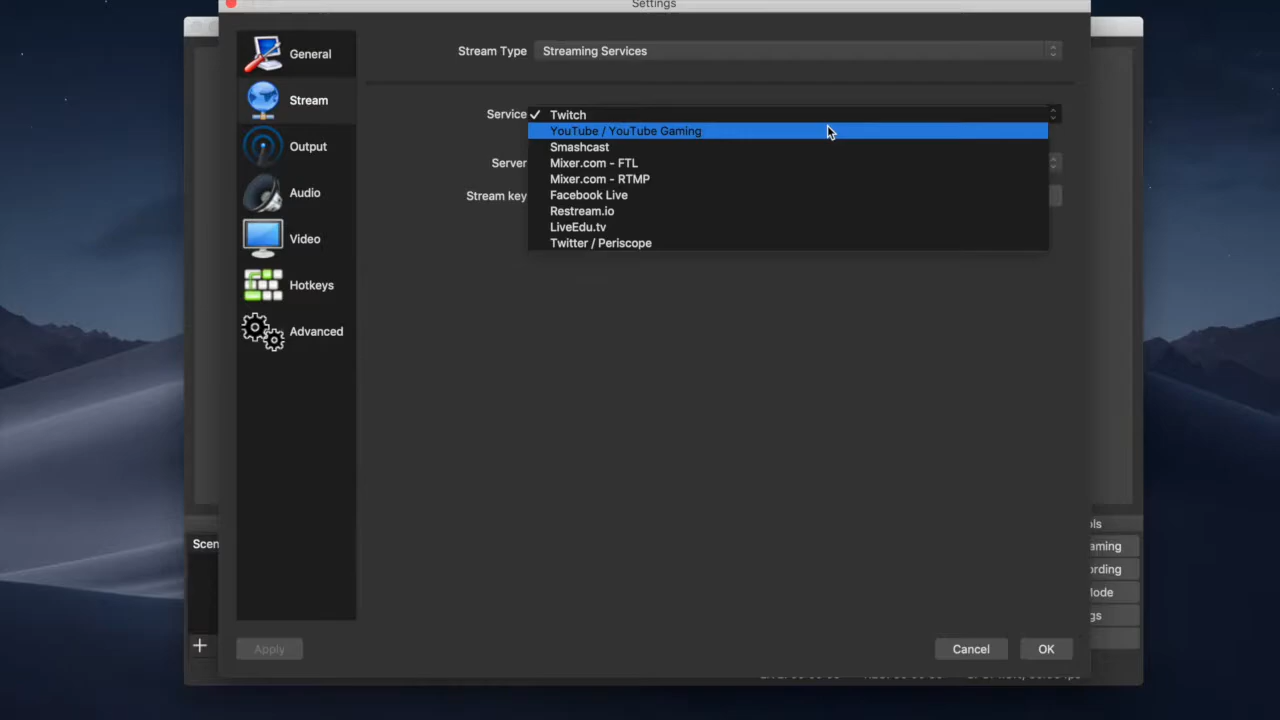 Settings
General
Stream
Output
Audio
Video
Hotkeys
Advanced
Stream Type Streaming Services
Service ✓ Twitch
YouTube / YouTube Gaming
Smashcast
Server Mixer.com - FTL
Mixer.com - RTMP
Stream key Facebook Live
Restream.io
LiveEdu.tv
Twitter / Periscope
Scen
ols
aming
ording
Mode
gs
+
Apply
Cancel
OK